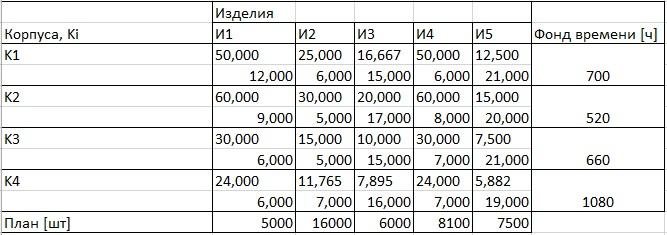 Изделия
Корпуса, Ki И1 И2 И3 И4 И5 Фонд времени [ч]
K1 50,000 25,000 16,667 50,000 12,500
12,000 6,000 15,000 6,000 21,000 700
K2 60,000 30,000 20,000 60,000 15,000
9,000 5,000 17,000 8,000 20,000 520
K3 30,000 15,000 10,000 30,000 7,500
6,000 5,000 15,000 7,000 21,000 660
K4 24,000 11,765 7,895 24,000 5,882
6,000 7,000 16,000 7,000 19,000 1080
План [шт] 5000 16000 6000 8100 7500